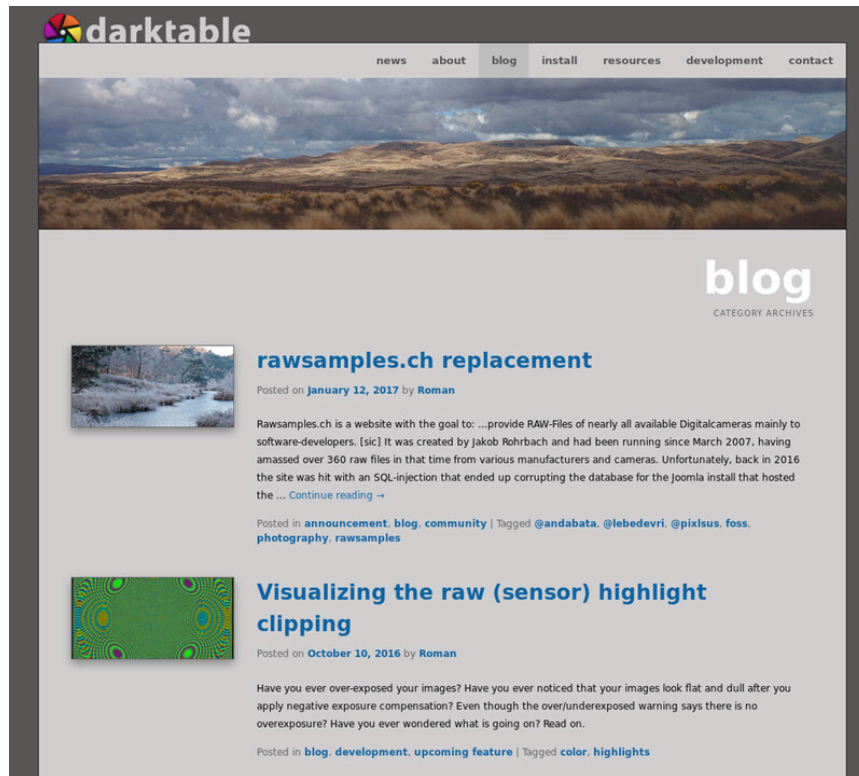 darktable
news about blog install resources development contact
blog
CATEGORY ARCHIVES
rawsamples.ch replacement
Posted on January 12, 2017 by Roman
Rawsamples.ch is a website with the goal to: ...provide RAW-Files of nearly all available Digitalcameras mainly to
software-developers. [sic] It was created by Jakob Rohrbach and had been running since March 2007, having
amassed over 360 raw files in that time from various manufacturers and cameras. Unfortunately, back in 2016
the site was hit with an SQL-injection that ended up corrupting the database for the Joomla install that hosted
the ... Continue reading →
Posted in announcement, blog, community | Tagged @andabata, @lebedevri, @pixlsus, foss,
photography, rawsamples
Visualizing the raw (sensor) highlight
clipping
Posted on October 10, 2016 by Roman
Have you ever over-exposed your images? Have you ever noticed that your images look flat and dull after you
apply negative exposure compensation? Even though the over/underexposed warning says there is no
overexposure? Have you ever wondered what is going on? Read on.
Posted in blog, development, upcoming feature | Tagged color, highlights